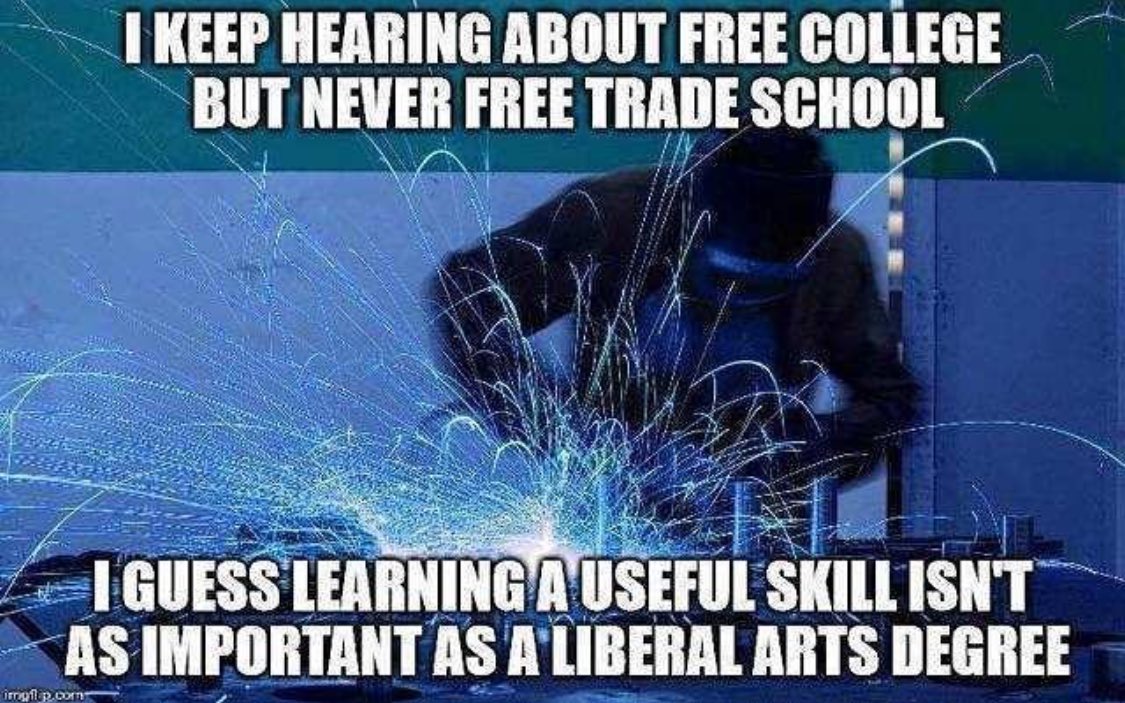 I KEEP HEARING ABOUT FREE COLLEGE
BUT NEVER FREE TRADE SCHOOL
I GUESS LEARNING A USEFUL SKILL ISN'T
AS IMPORTANT AS A LIBERAL ARTS DEGREE
imgflip.com